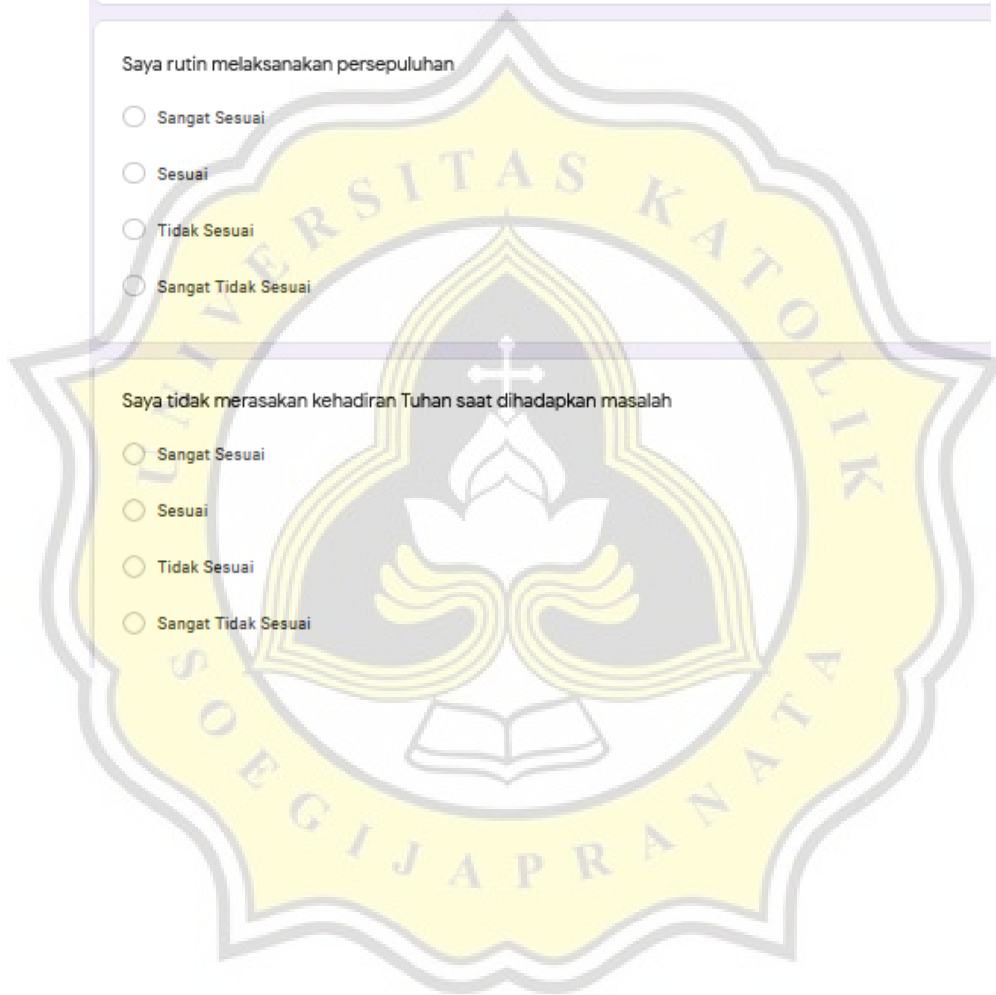 Saya rutin melaksanakan persepuluhan
Sangat Sesuai
Sesuai
Tidak Sesuai
Sangat Tidak Sesuai
Saya tidak merasakan kehadiran Tuhan saat dihadapkan masalah
Sangat Sesuai
Sesuai
Tidak Sesuai
Sangat Tidak Sesuai
UNIVERSITAS KATOLIK
SOEGIJAPRANATA